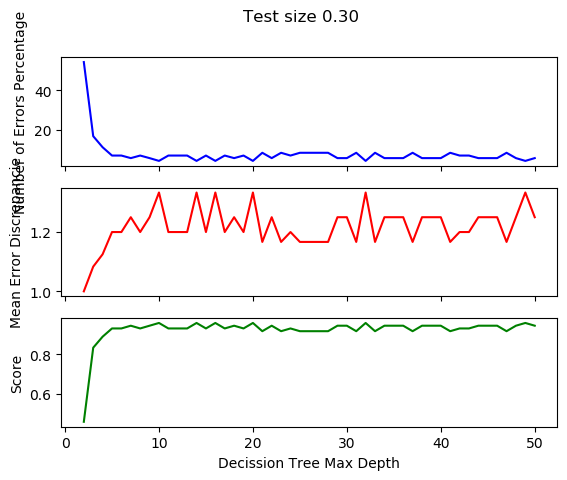 Test size 0.30
Number of Errors Percentage
40
20
Mean Error Discrepancie
1.2
1.0
Score
0.8
0.6
0 10 20 30 40 50
Decission Tree Max Depth